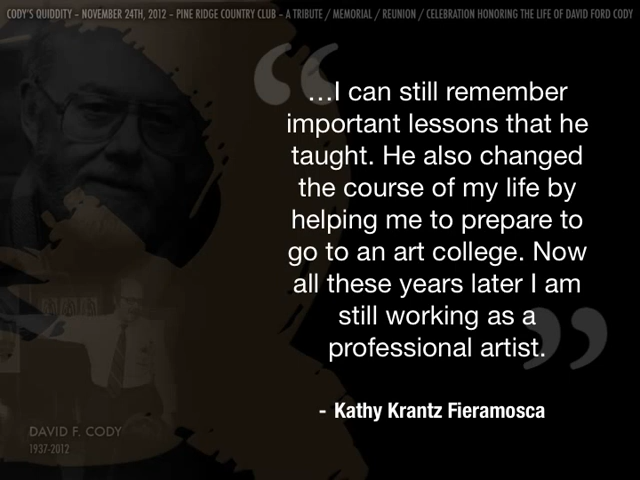 CODY'S QUIDDITY - NOVEMBER 24TH, 2012 - PINE RIDGE COUNTRY CLUB - A TRIBUTE / MEMORIAL / REUNION / CELEBRATION HONORING THE LIFE OF DAVID FORD CODY
“
…I can still remember
important lessons that he
taught. He also changed
the course of my life by
helping me to prepare to
go to an art college. Now
all these years later I am
still working as a
professional artist.
”
- Kathy Krantz Fieramosca
DAVID F. CODY
1937-2012